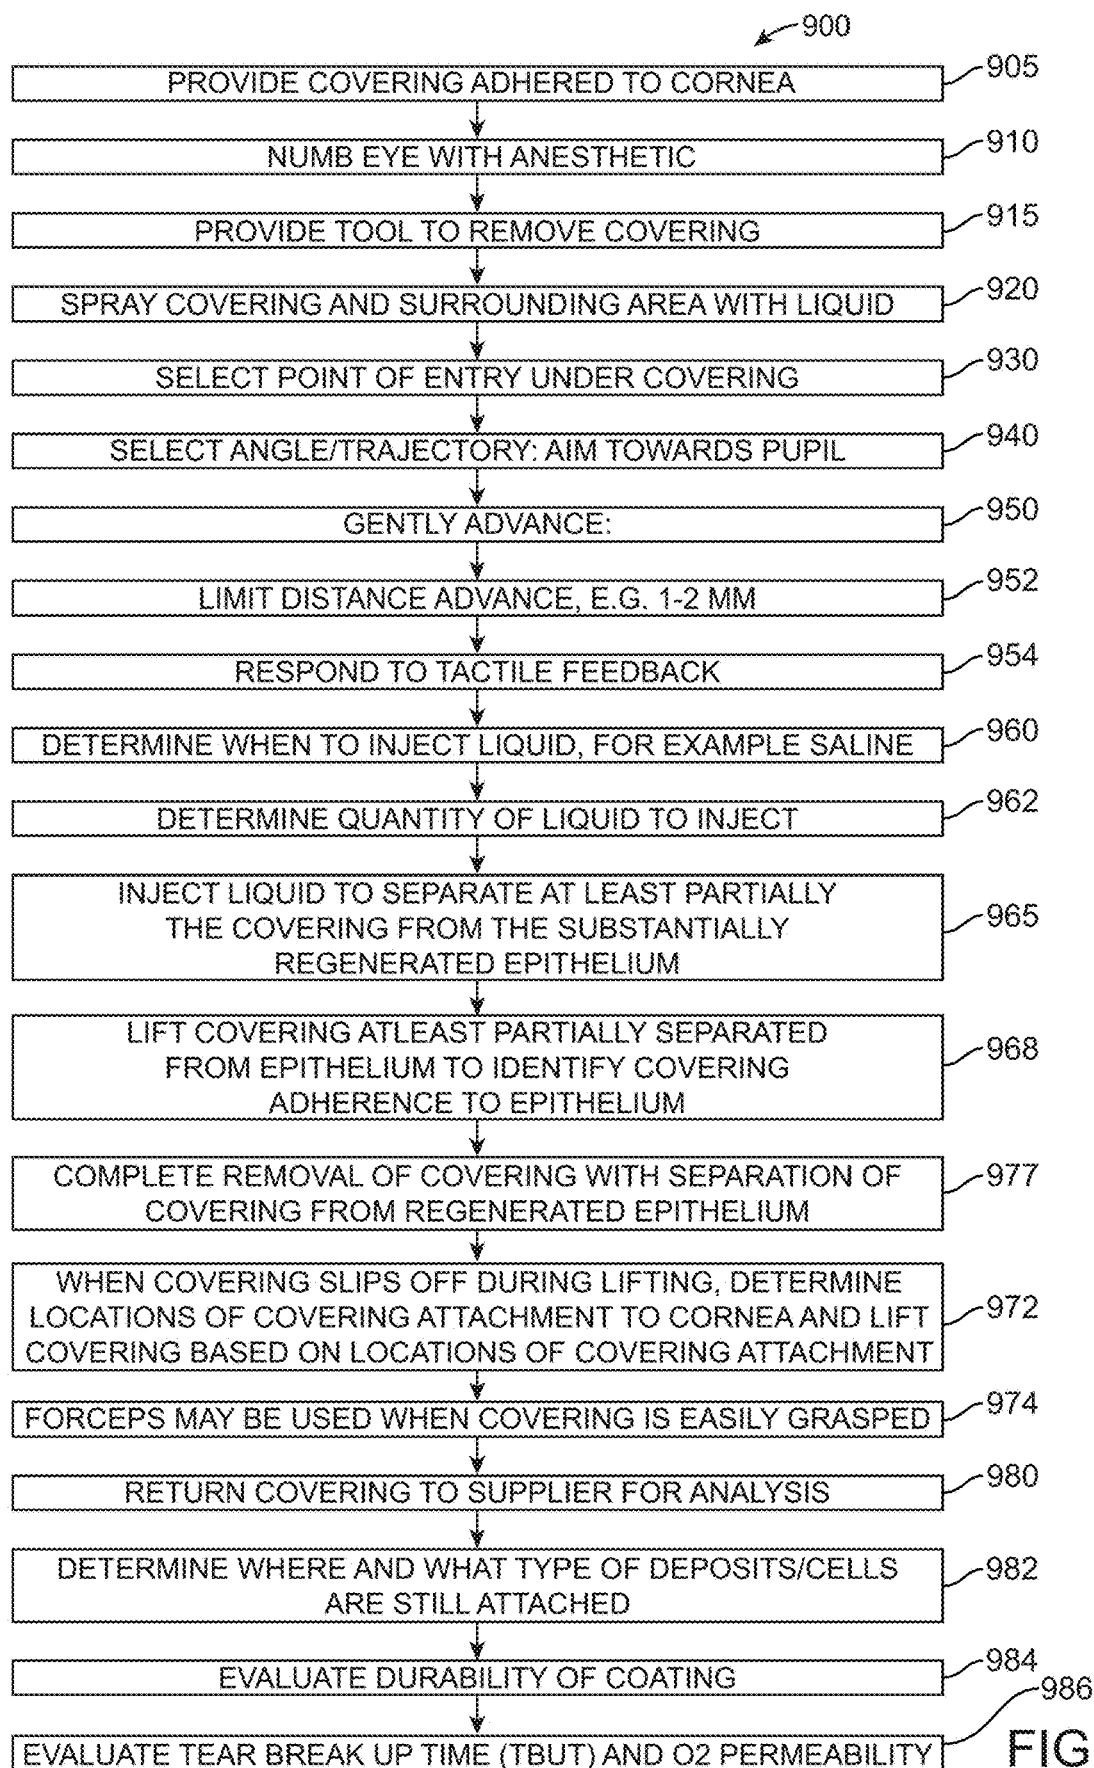 900
PROVIDE COVERING ADHERED TO CORNEA
905
NUMB EYE WITH ANESTHETIC
910
PROVIDE TOOL TO REMOVE COVERING
915
SPRAY COVERING AND SURROUNDING AREA WITH LIQUID
920
SELECT POINT OF ENTRY UNDER COVERING
930
SELECT ANGLE/TRAJECTORY: AIM TOWARDS PUPIL
940
GENTLY ADVANCE:
950
LIMIT DISTANCE ADVANCE, E.G. 1-2 MM
952
RESPOND TO TACTILE FEEDBACK
954
DETERMINE WHEN TO INJECT LIQUID, FOR EXAMPLE SALINE
960
DETERMINE QUANTITY OF LIQUID TO INJECT
962
INJECT LIQUID TO SEPARATE AT LEAST PARTIALLY
THE COVERING FROM THE SUBSTANTIALLY
REGENERATED EPITHELIUM
965
LIFT COVERING ATLEAST PARTIALLY SEPARATED
FROM EPITHELIUM TO IDENTIFY COVERING
ADHERENCE TO EPITHELIUM
968
COMPLETE REMOVAL OF COVERING WITH SEPARATION OF
COVERING FROM REGENERATED EPITHELIUM
977
WHEN COVERING SLIPS OFF DURING LIFTING, DETERMINE
LOCATIONS OF COVERING ATTACHMENT TO CORNEA AND LIFT
COVERING BASED ON LOCATIONS OF COVERING ATTACHMENT
972
FORCEPS MAY BE USED WHEN COVERING IS EASILY GRASPED
974
RETURN COVERING TO SUPPLIER FOR ANALYSIS
980
DETERMINE WHERE AND WHAT TYPE OF DEPOSITS/CELLS
ARE STILL ATTACHED
982
EVALUATE DURABILITY OF COATING
984
EVALUATE TEAR BREAK UP TIME (TBUT) AND O2 PERMEABILITY
986
FIG